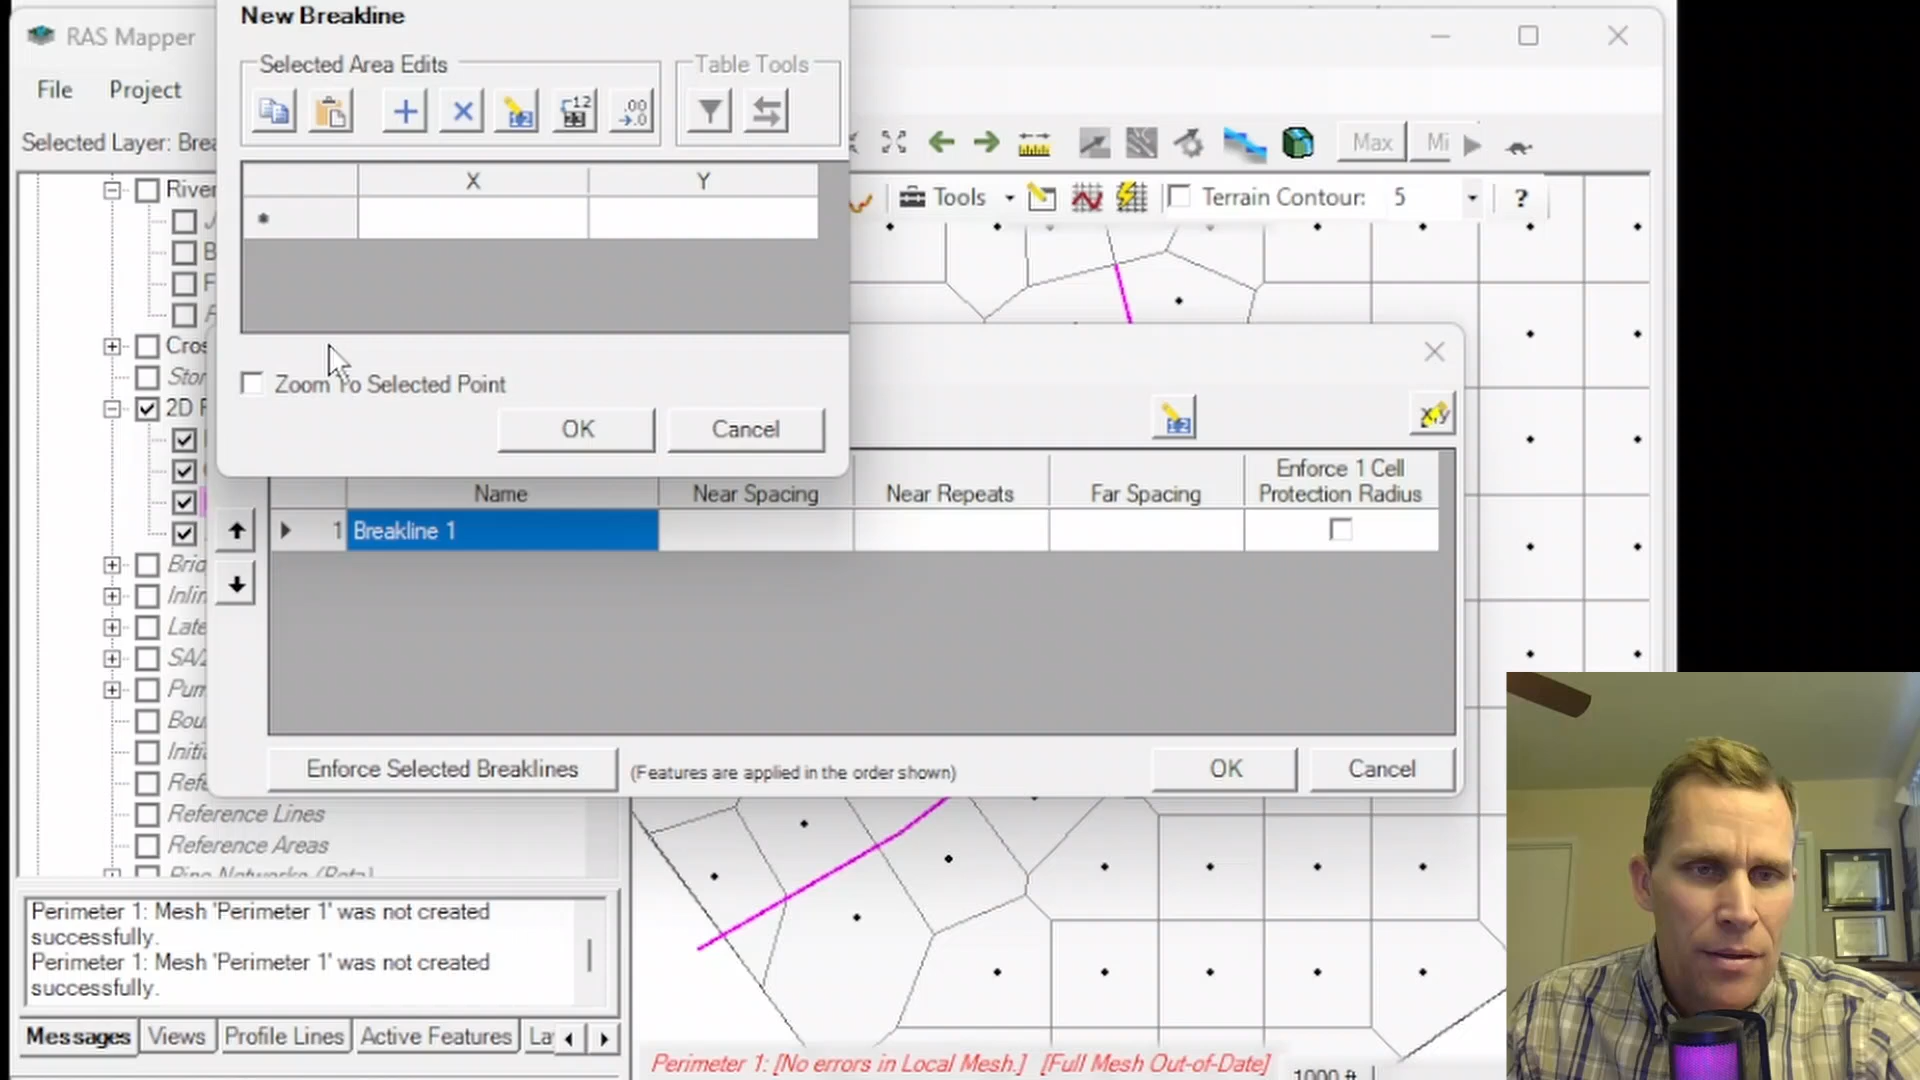 New Breakline
RAS Mapper
Selected Area Edits
Table Tools
File
Project
Selected Layer: Brea
Max
Mi
X
Y
Tools
Terrain Contour:
5
?
River
B
F
Cros
Stor
Zoom To Selected Point
2D F
OK
Cancel
x,y
Name
Near Spacing
Near Repeats
Far Spacing
Enforce 1 Cell
Protection Radius
1
Breakline 1
Brid
Inlin
Late
SA/2
Pum
Bou
Initi
Refe
Enforce Selected Breaklines
(Features are applied in the order shown)
OK
Cancel
Reference Lines
Reference Areas
Pipe Networks (Beta)
Perimeter 1: Mesh 'Perimeter 1' was not created
successfully.
Perimeter 1: Mesh 'Perimeter 1' was not created
successfully.
Messages
Views
Profile Lines
Active Features
La
Perimeter 1: [No errors in Local Mesh.] [Full Mesh Out-of-Date]
1000 ft